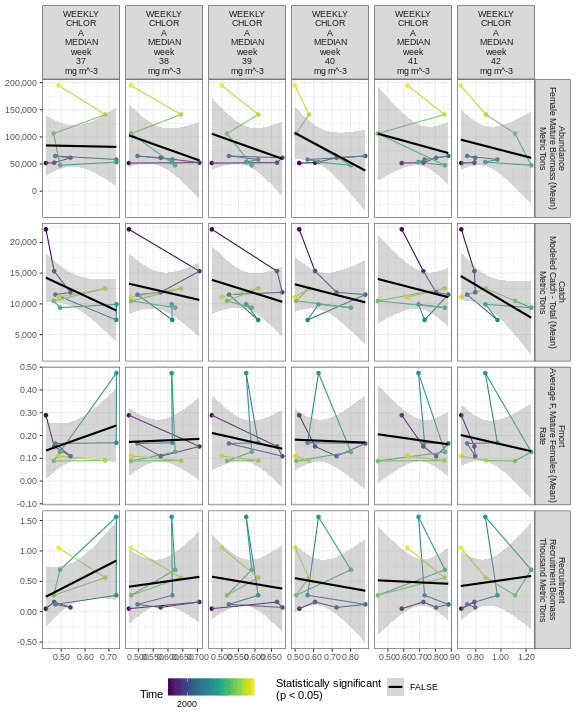 WEEKLY CHLOR A MEDIAN week 37 mg m^-3
WEEKLY CHLOR A MEDIAN week 38 mg m^-3
WEEKLY CHLOR A MEDIAN week 39 mg m^-3
WEEKLY CHLOR A MEDIAN week 40 mg m^-3
WEEKLY CHLOR A MEDIAN week 41 mg m^-3
WEEKLY CHLOR A MEDIAN week 42 mg m^-3
200,000
150,000
100,000
50,000
0
Abundance
Female Mature Biomass (Mean)
Metric Tons
20,000
15,000
10,000
5,000
Catch
Modeled Catch - Total (Mean)
Metric Tons
0.50
0.40
0.30
0.20
0.10
0.00
-0.10
Fmort
Average F, Mature Females (Mean)
Rate
1.50
1.00
0.50
0.00
-0.50
Recruitment
Recruitment Biomass
Thousand Metric Tons
0.50 0.60 0.70
0.500.550.600.650.70
0.500.550.600.650
0.50 0.60 0.70 0.80
0.500.600.700.800.90
0.80 1.00 1.20
Time
2000
Statistically significant
(p < 0.05)
FALSE